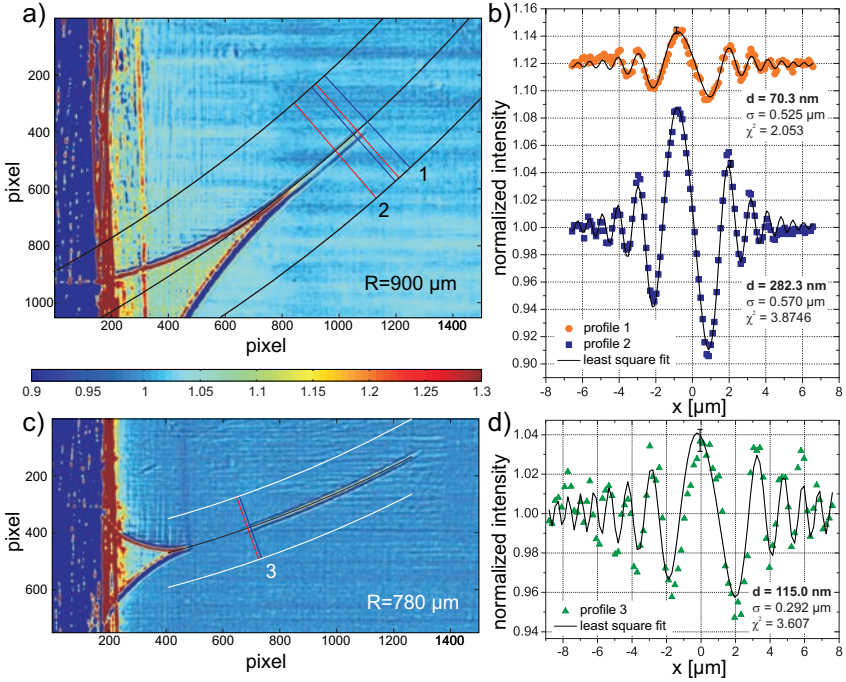 a)
200
400
600
800
1000
pixel
1
2
R=900 µm
200 400 600 800 1000 1200 1400 1500
pixel
0.9 0.95 1 1.05 1.1 1.15 1.2 1.25 1.3
b)
1.16
1.14
1.12
1.10
1.08
1.06
1.04
1.02
1.00
0.98
0.96
0.94
0.92
0.90
normalized intensity
d = 70.3 nm
σ = 0.525 µm
χ² = 2.053
d = 282.3 nm
σ = 0.570 µm
χ² = 3.8746
profile 1
profile 2
least square fit
-8 -6 -4 -2 0 2 4 6 8
x [µm]
c)
200
400
600
pixel
3
R=780 µm
200 400 600 800 1000 1200 1400
pixel
d)
1.04
1.02
1.00
0.98
0.96
0.94
normalized intensity
d = 115.0 nm
σ = 0.292 µm
χ² = 3.607
profile 3
least square fit
-8 -6 -4 -2 0 2 4 6 8
x [µm]